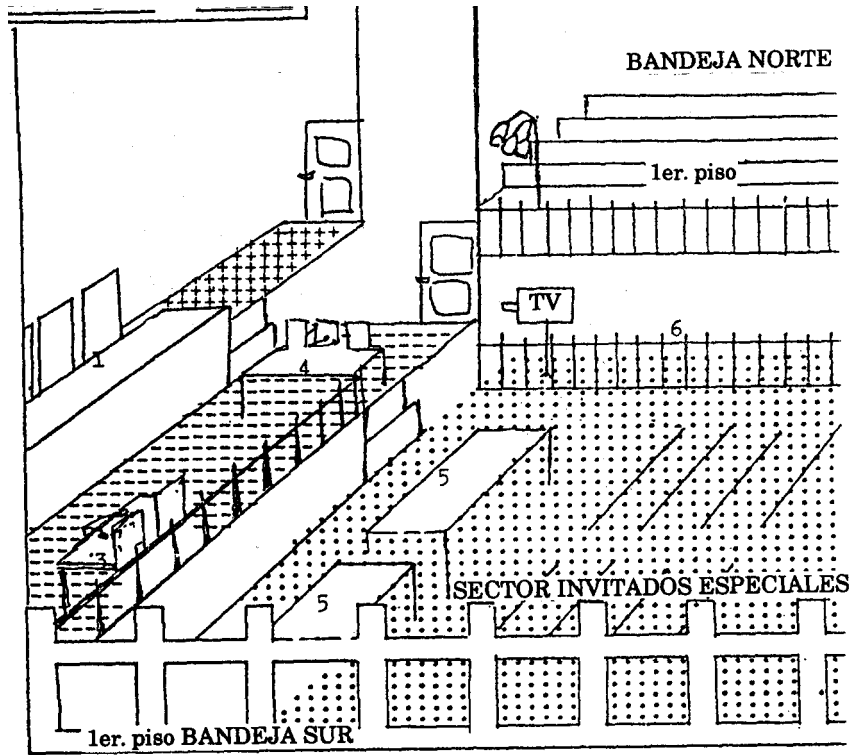 BANDEJA NORTE
1er. piso
TV
6
1
4
5
3
5
SECTOR INVITADOS ESPECIALES
1er. piso BANDEJA SUR